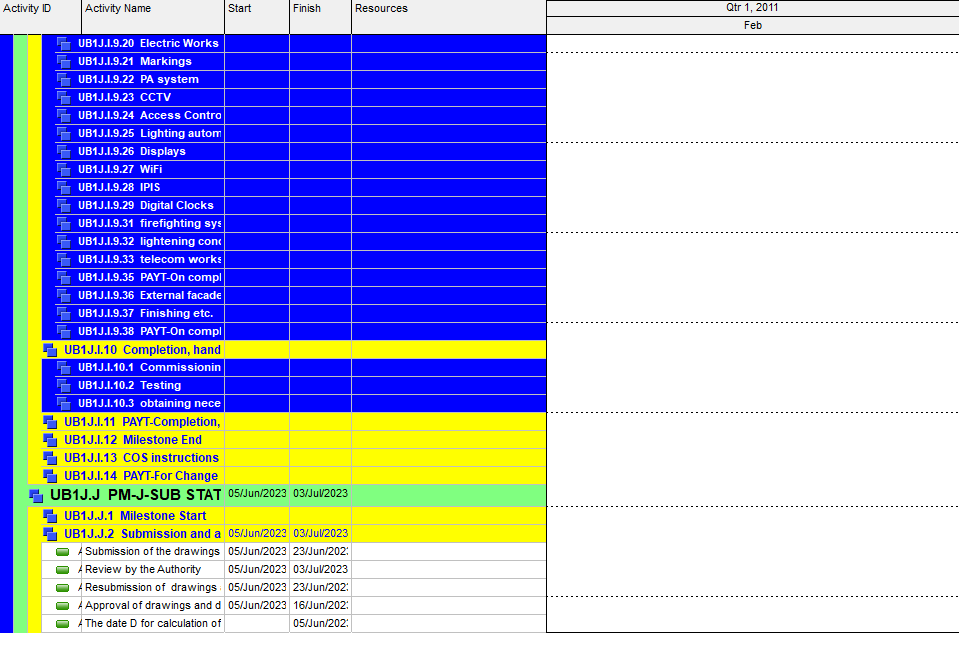 Activity ID Activity Name Start Finish Resources Qtr 1, 2011
Feb
UB1J.I.9.20 Electric Works
UB1J.I.9.21 Markings
UB1J.I.9.22 PA system
UB1J.I.9.23 CCTV
UB1J.I.9.24 Access Contro
UB1J.I.9.25 Lighting autom
UB1J.I.9.26 Displays
UB1J.I.9.27 WiFi
UB1J.I.9.28 IPIS
UB1J.I.9.29 Digital Clocks
UB1J.I.9.31 firefighting sys
UB1J.I.9.32 lightening cond
UB1J.I.9.33 telecom works
UB1J.I.9.35 PAYT-On compl
UB1J.I.9.36 External facade
UB1J.I.9.37 Finishing etc.
UB1J.I.9.38 PAYT-On compl
UB1J.I.10 Completion, hand
UB1J.I.10.1 Commissionin
UB1J.I.10.2 Testing
UB1J.I.10.3 obtaining nece
UB1J.I.11 PAYT-Completion,
UB1J.I.12 Milestone End
UB1J.I.13 COS instructions
UB1J.I.14 PAYT-For Change
UB1J.J PM-J-SUB STAT 05/Jun/2023 03/Jul/2023
UB1J.J.1 Milestone Start
UB1J.J.2 Submission and a 05/Jun/2023 03/Jul/2023
A Submission of the drawings 05/Jun/2023 23/Jun/2023
A Review by the Authority 05/Jun/2023 03/Jul/2023
A Resubmission of drawings 05/Jun/2023 23/Jun/2023
A Approval of drawings and d 05/Jun/2023 16/Jun/2023
A The date D for calculation of 05/Jun/2023